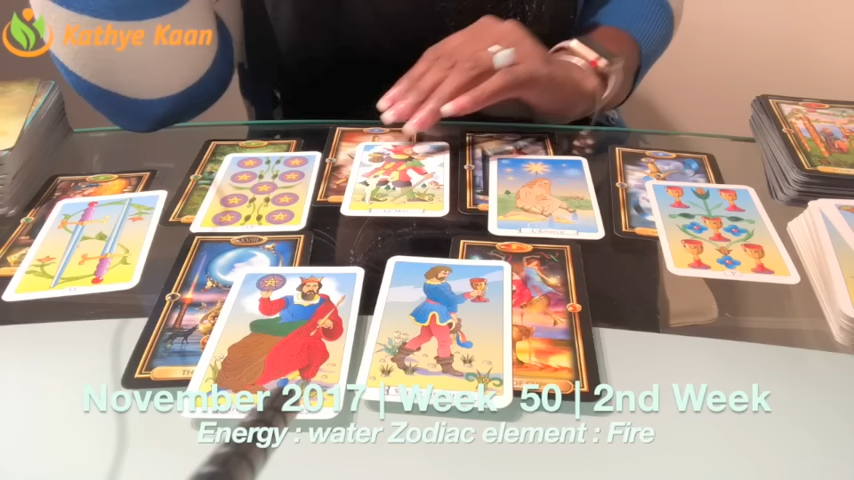 Kathye Kaan
November 2017 | Week 50 | 2nd Week
Energy : water Zodiac element : Fire